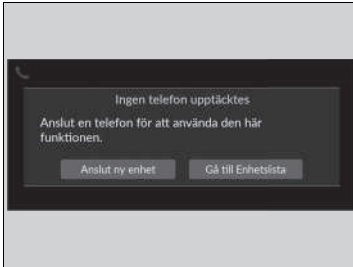 Ingen telefon upptäcktes
Anslut en telefon för att använda den här
funktionen.
Anslut ny enhet
Gå till Enhetslista